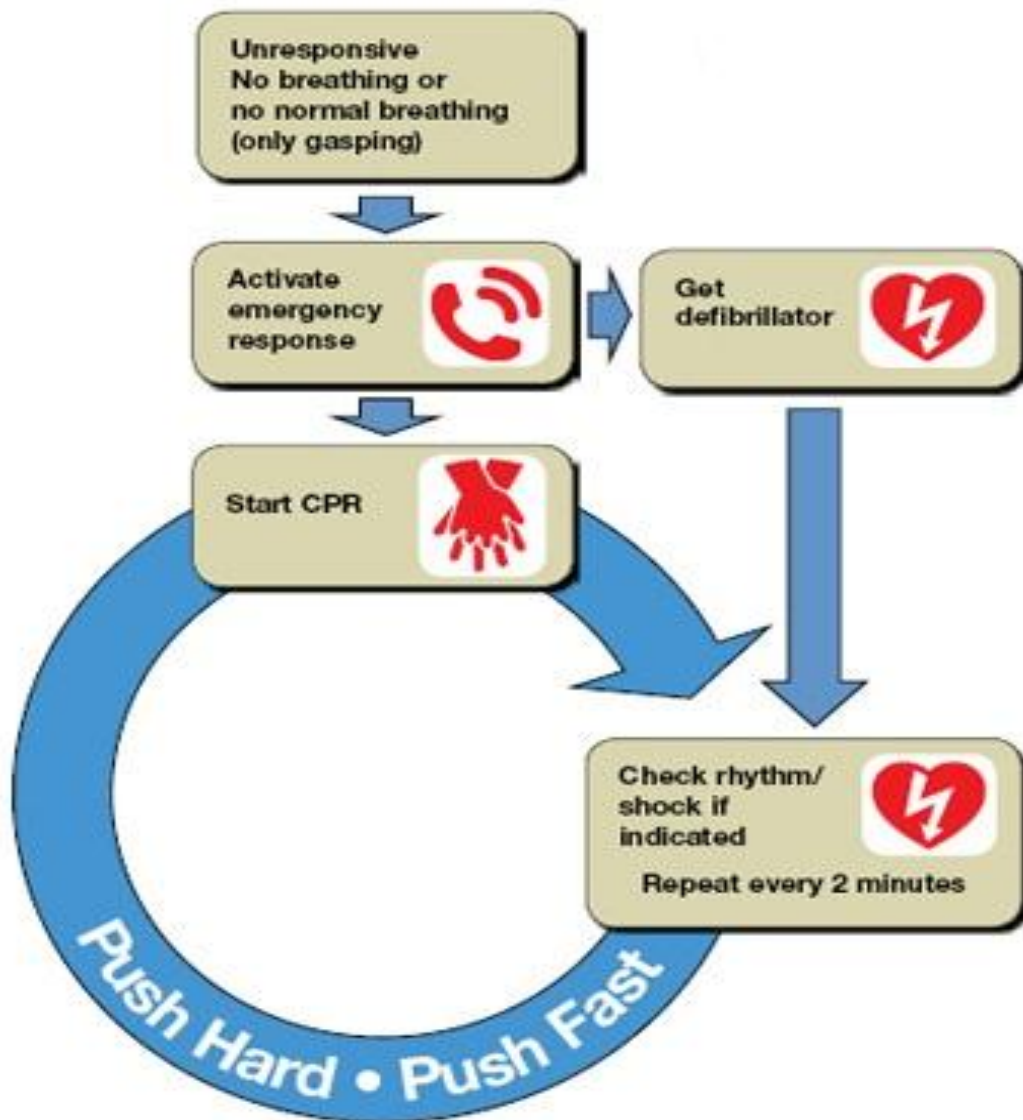 Unresponsive
No breathing or
no normal breathing
(only gasping)
Activate
emergency
response
Get
defibrillator
Start CPR
Check rhythm/
shock if
indicated
Repeat every 2 minutes
Push Hard • Push Fast